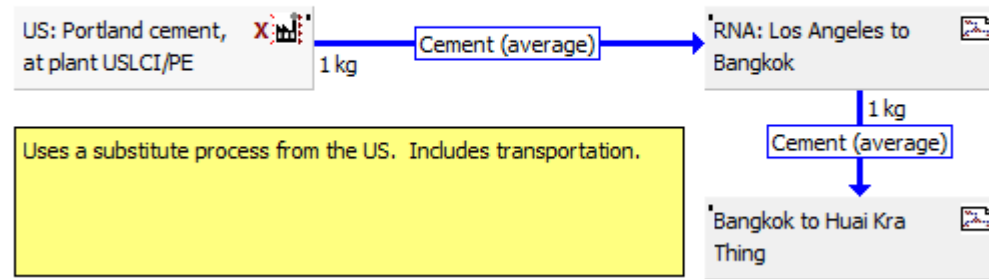 US: Portland cement,
at plant USLCI/PE
X
1 kg
Cement (average)
RNA: Los Angeles to
Bangkok
1 kg
Cement (average)
Uses a substitute process from the US. Includes transportation.
Bangkok to Huai Kra
Thing